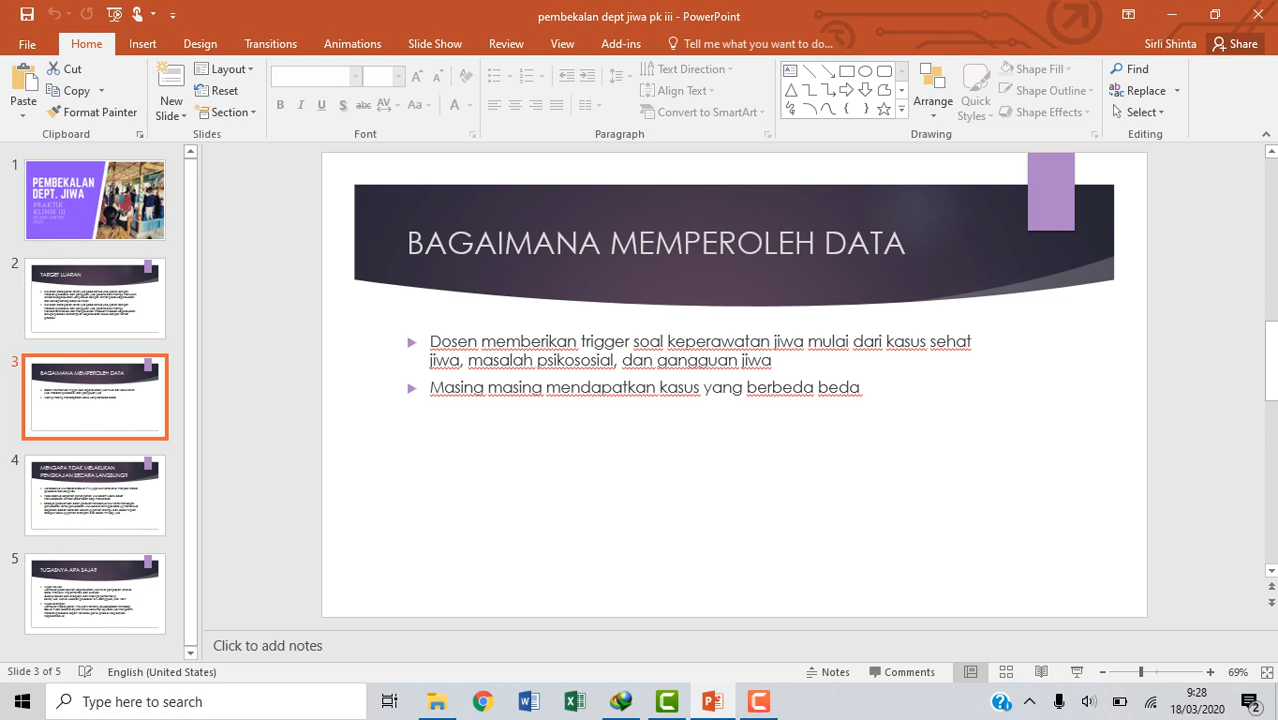 pembekalan dept jiwa pk iii - PowerPoint
File Home Insert Design Transitions Animations Slide Show Review View Add-ins Tell me what you want to do... Sirli Shinta Share
Paste
Cut
Copy
Format Painter
Clipboard
New Slide
Layout
Reset
Section
Slides
Font
Text Direction
Align Text
Convert to SmartArt
Paragraph
Arrange
Quick Styles
Shape Fill
Shape Outline
Shape Effects
Drawing
Find
Replace
Select
Editing
1
PEMBEKALAN
DEPT. JIWA
PRAKTIK
KLINIK III
2
TARGET LUARAN
3
BAGAIMANA MEMPEROLEH DATA
4
MENGAPA TIDAK MELAKUKAN
PENGKAJIAN SECARA LANGSUNG?
5
TUGASNYA APA SAJA?
BAGAIMANA MEMPEROLEH DATA
Dosen memberikan trigger soal keperawatan jiwa mulai dari kasus sehat
jiwa, masalah psikososial, dan gangguan jiwa
Masing masing mendapatkan kasus yang berbeda beda
Click to add notes
Slide 3 of 5 English (United States) Notes Comments 69%
Type here to search
9:28
18/03/2020
2